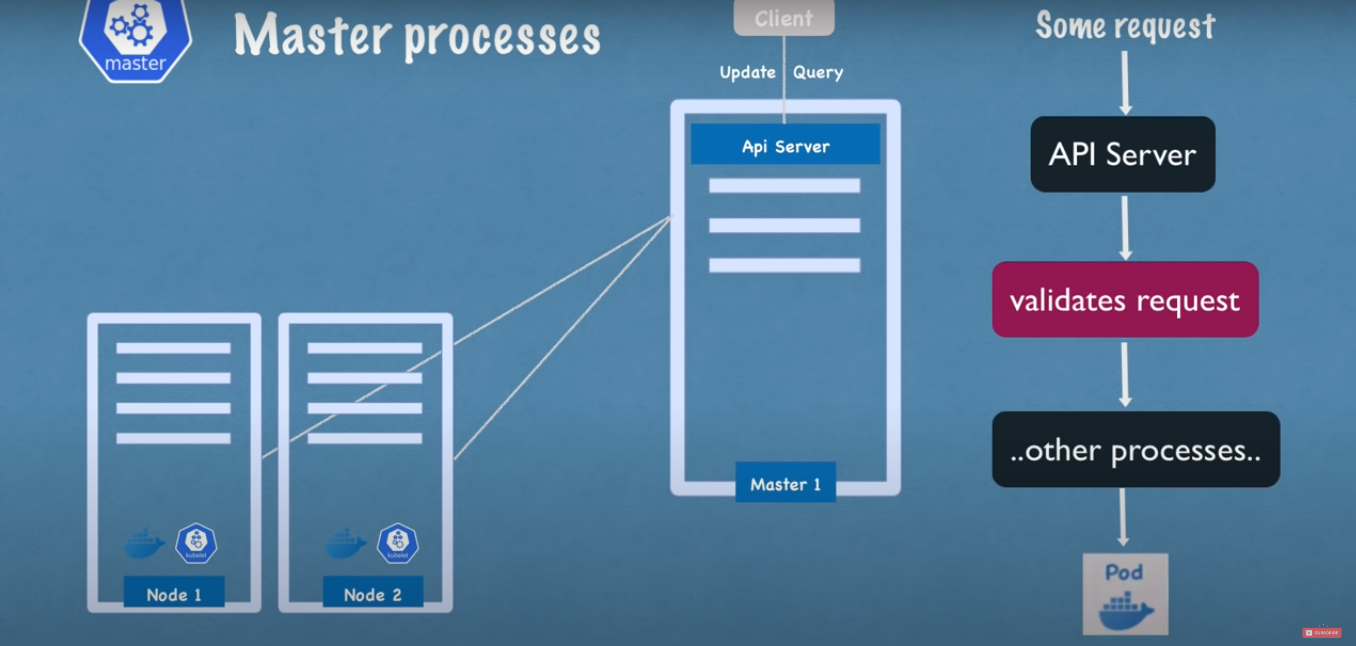 master
Master processes
Client
Update Query
Api Server
Master 1
kubelet
Node 1
kubelet
Node 2
Some request
API Server
validates request
..other processes..
Pod
SUBSCRIBE